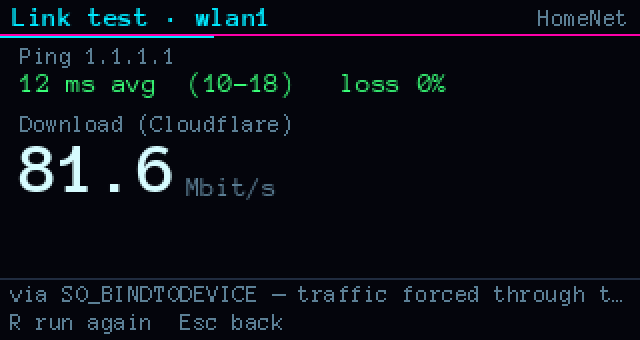 Link test · wlan1 HomeNet
Ping 1.1.1.1
12 ms avg (10–18) loss 0%
Download (Cloudflare)
81.6 Mbit/s
via SO_BINDTODEVICE — traffic forced through t…
R run again Esc back